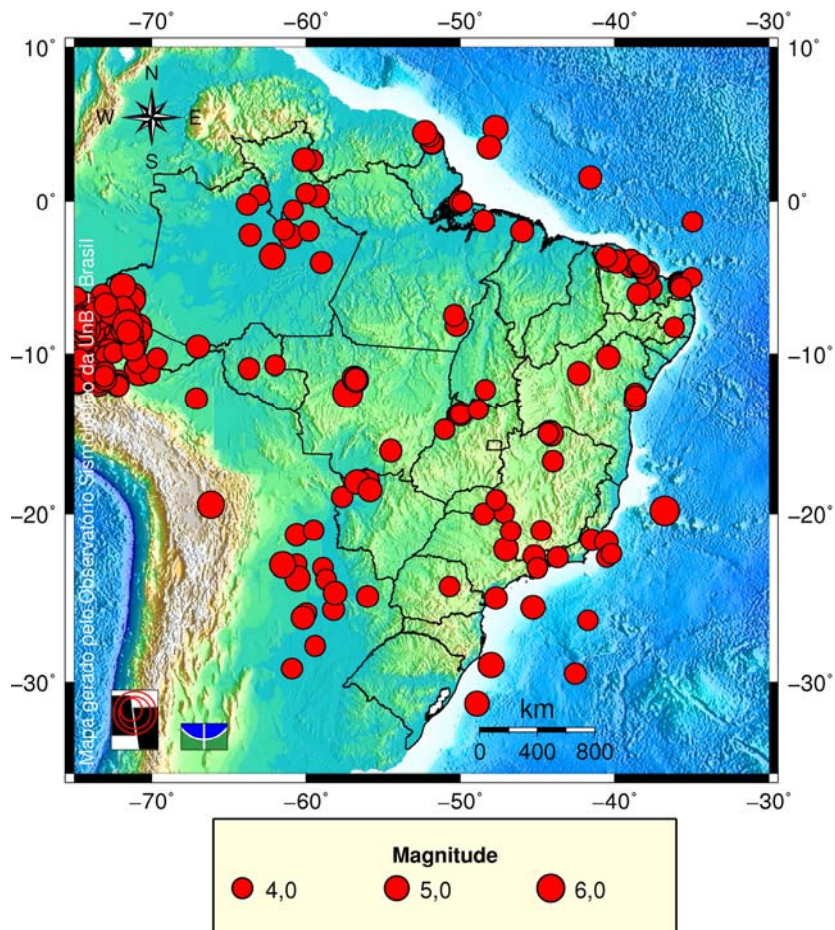 −70˚ −60˚ −50˚ −40˚ −30˚
10˚ 10˚
N
W E
S
0˚ 0˚
−10˚ −10˚
−20˚ −20˚
−30˚ −30˚
Mapa gerado pelo Observatório Sismológico da UnB − Brasil
km
0 400 800
−70˚ −60˚ −50˚ −40˚ −30˚
Magnitude
4,0 5,0 6,0